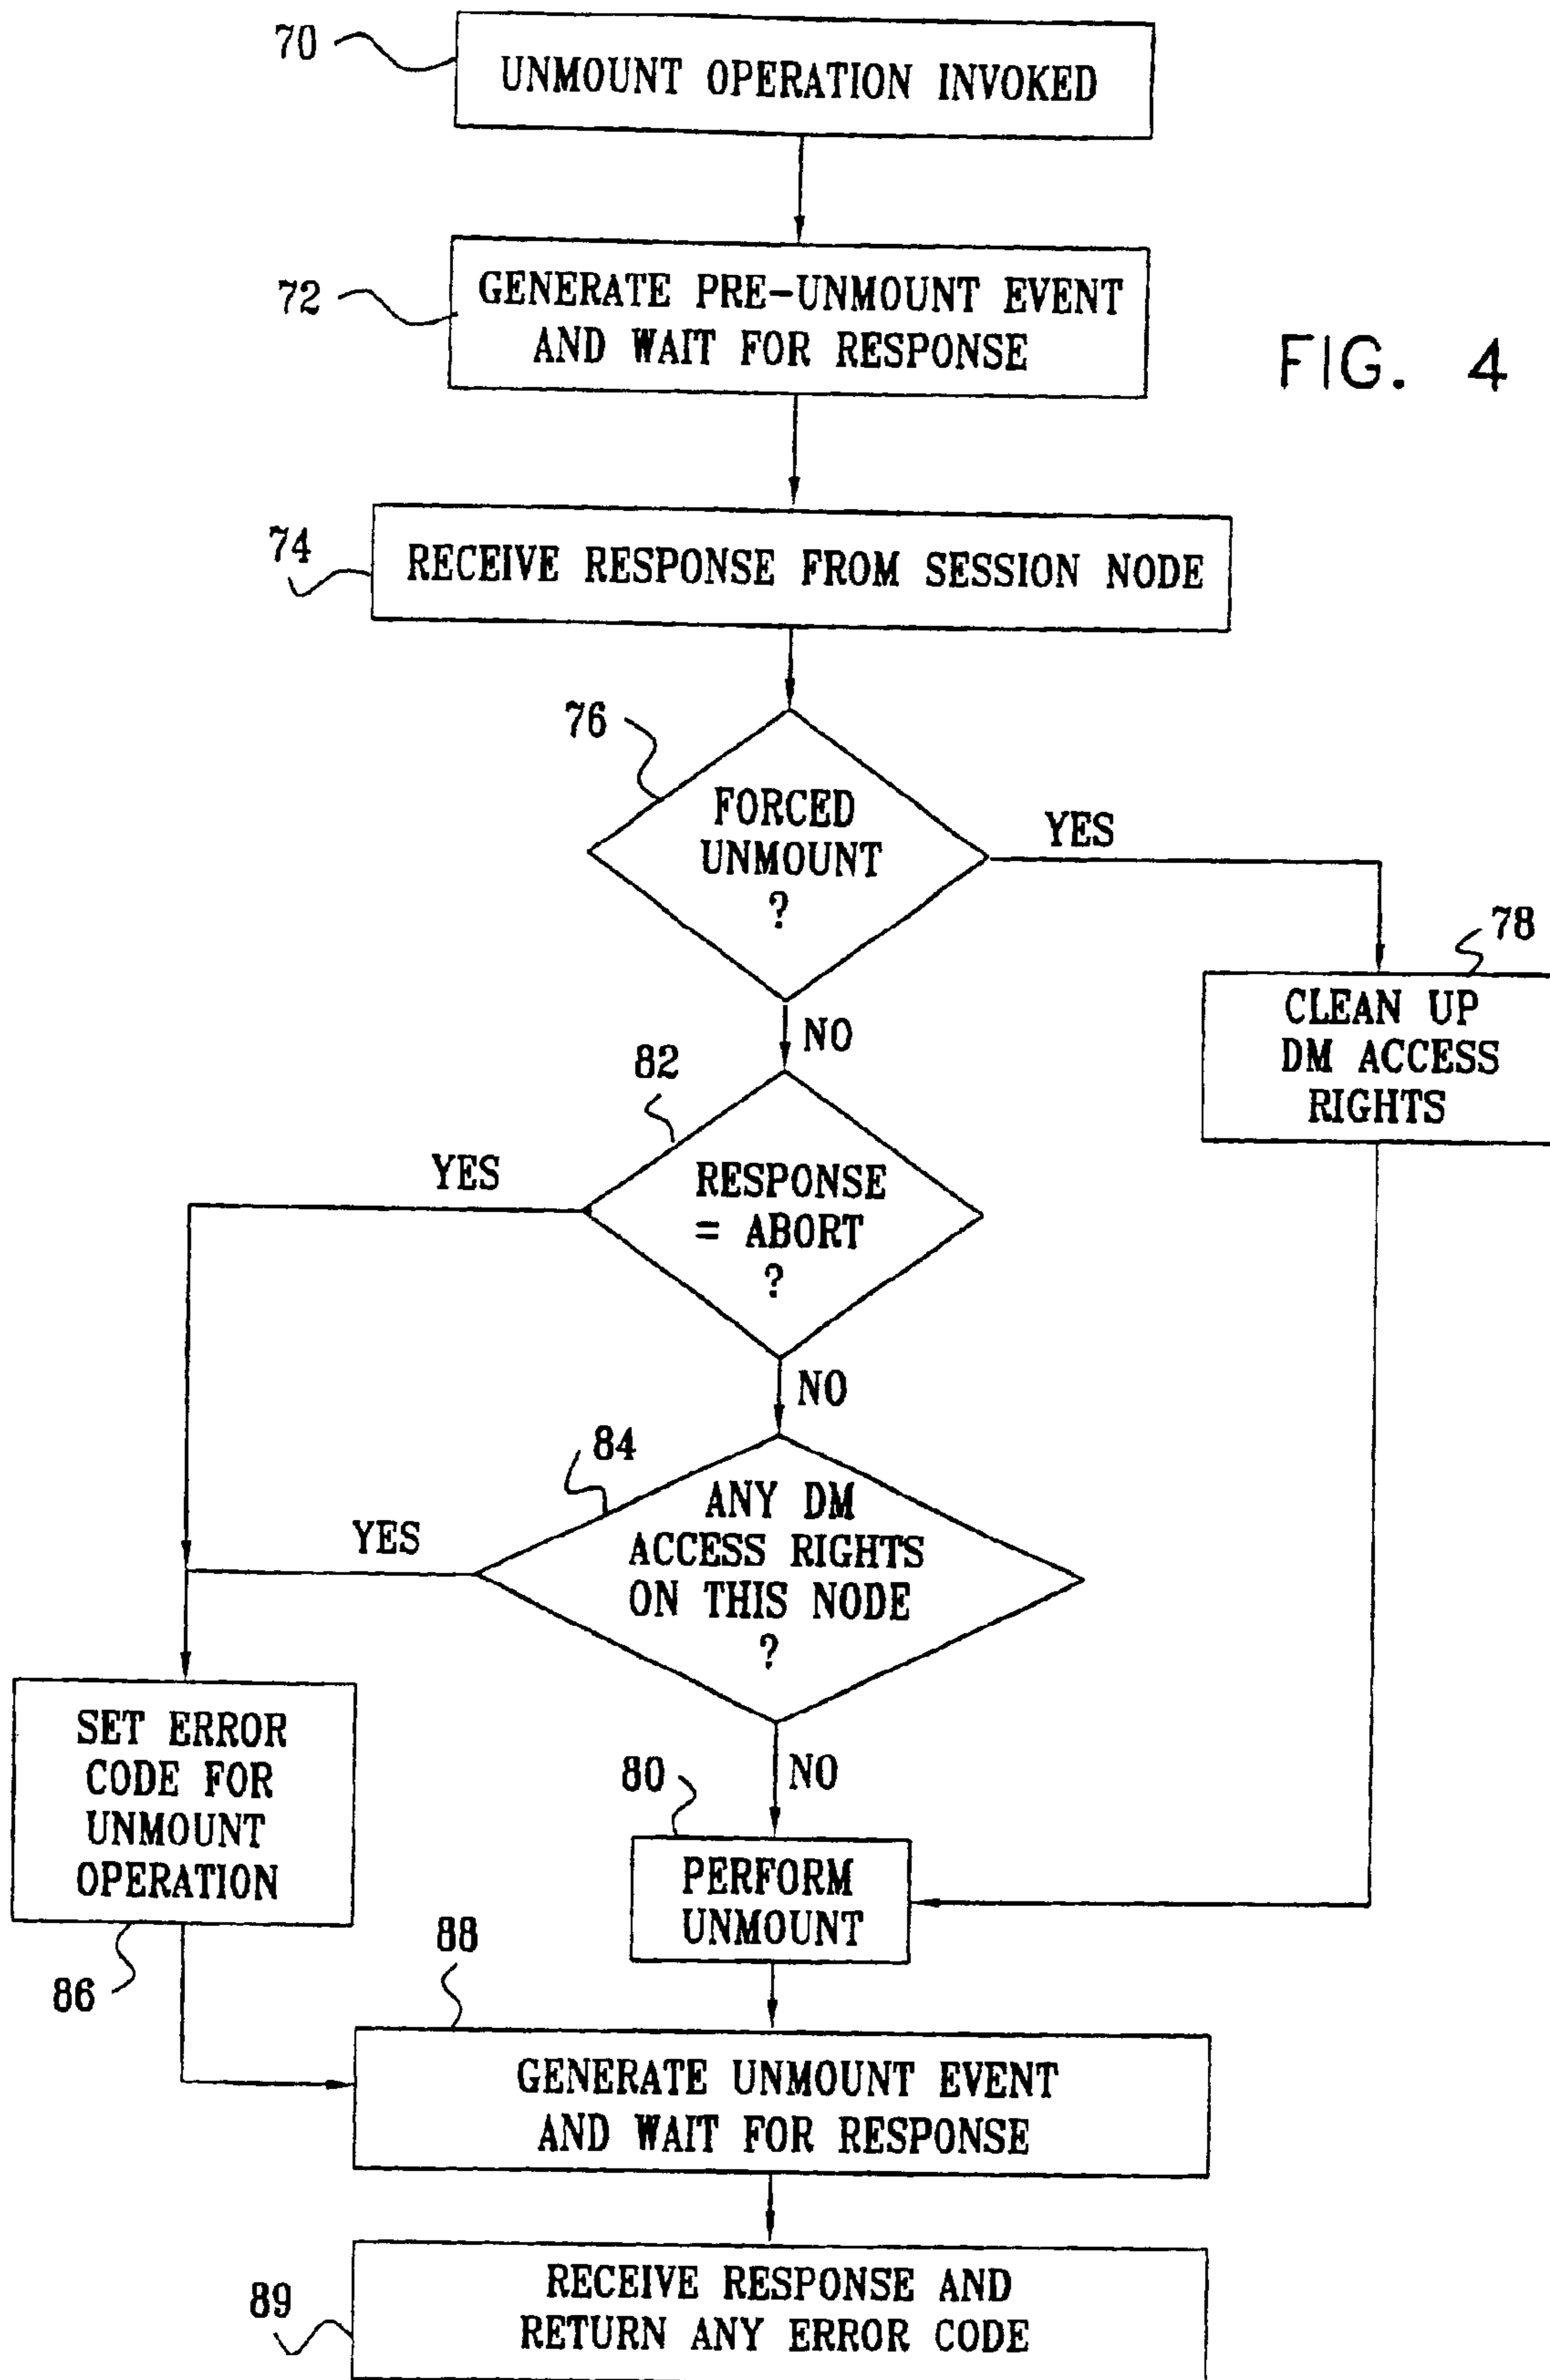 70
UNMOUNT OPERATION INVOKED
72
GENERATE PRE-UNMOUNT EVENT
AND WAIT FOR RESPONSE
FIG. 4
74
RECEIVE RESPONSE FROM SESSION NODE
76
FORCED
UNMOUNT
?
YES
NO
78
CLEAN UP
DM ACCESS
RIGHTS
82
YES
RESPONSE
= ABORT
?
NO
84
YES
ANY DM
ACCESS RIGHTS
ON THIS NODE
?
NO
SET ERROR
CODE FOR
UNMOUNT
OPERATION
86
80
PERFORM
UNMOUNT
88
GENERATE UNMOUNT EVENT
AND WAIT FOR RESPONSE
89
RECEIVE RESPONSE AND
RETURN ANY ERROR CODE